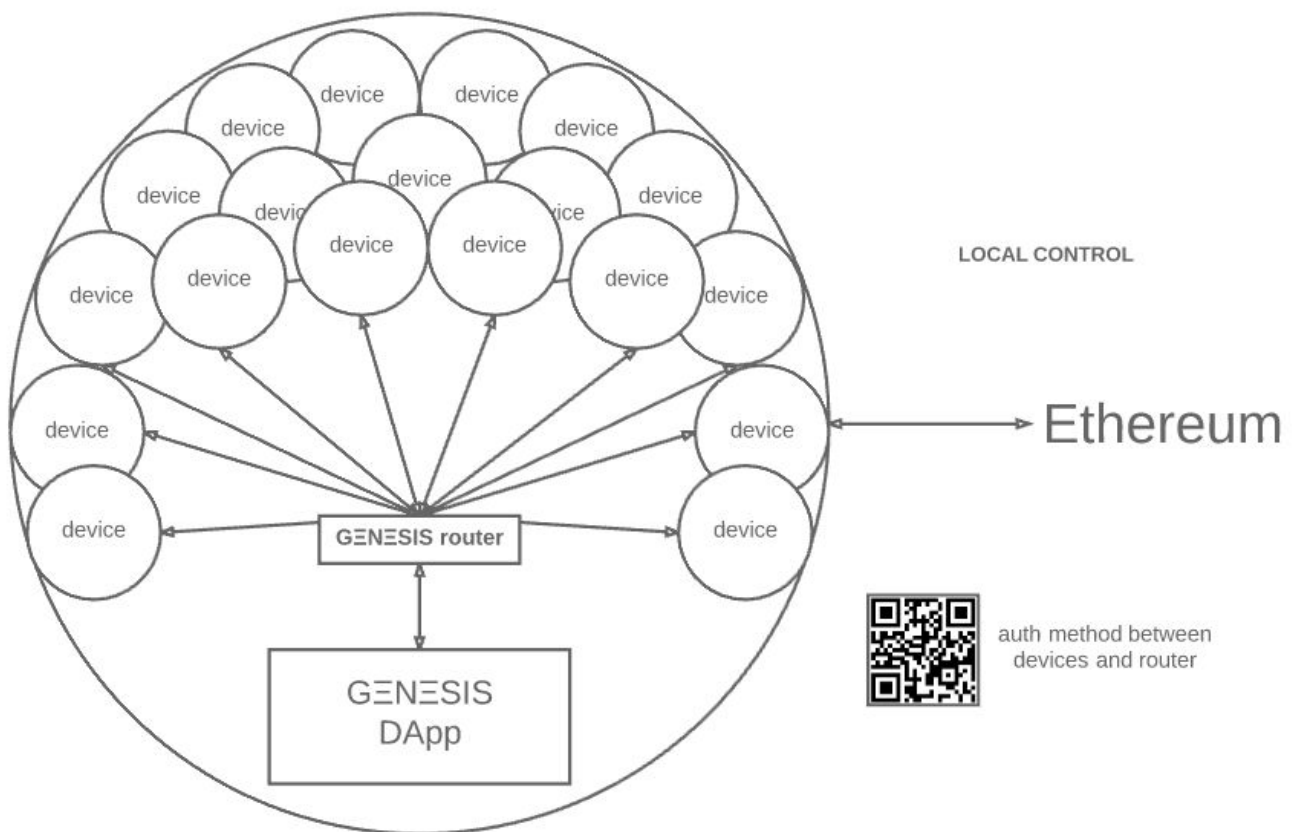 device
device
device
device
device
device
device
device
device
device
device
device
device
LOCAL CONTROL
device
device
Ethereum
device
device
GΞNΞSIS router
auth method between
devices and router
GΞNΞSIS
DApp